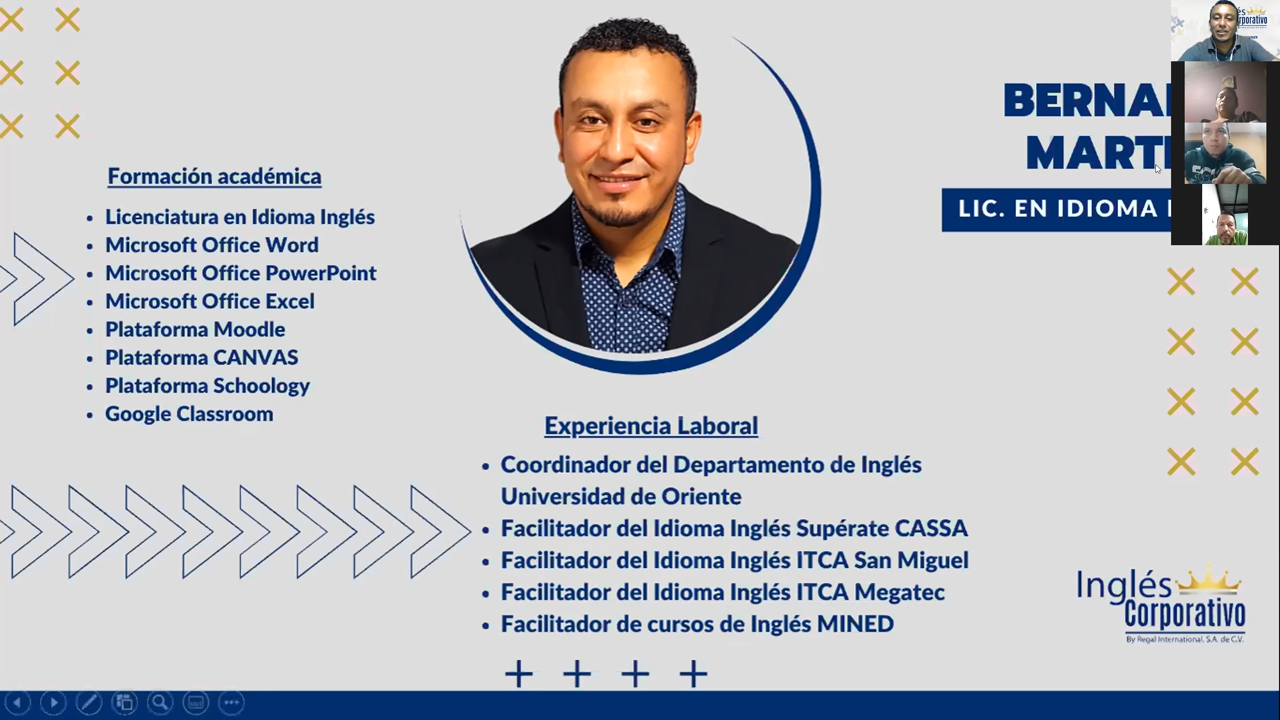 Formación académica
Licenciatura en Idioma Inglés
Microsoft Office Word
Microsoft Office PowerPoint
Microsoft Office Excel
Plataforma Moodle
Plataforma CANVAS
Plataforma Schoology
Google Classroom
LIC. EN IDIOMA
Experiencia Laboral
Coordinador del Departamento de Inglés
Universidad de Oriente
Facilitador del Idioma Inglés Supérate CASSA
Facilitador del Idioma Inglés ITCA San Miguel
Facilitador del Idioma Inglés ITCA Megatec
Facilitador de cursos de Inglés MINED
Inglés
Corporativo
By Regal International, S.A. de C.V.